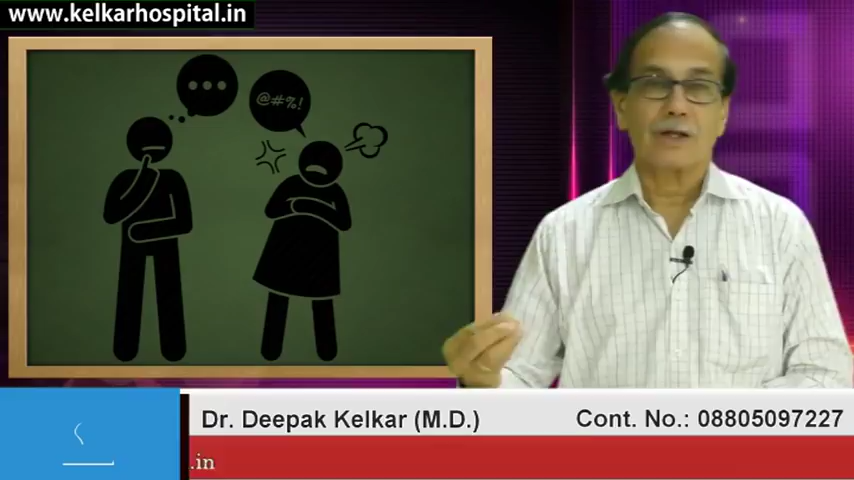 www.kelkarhospital.in
...
@#%!
Dr. Deepak Kelkar (M.D.)
Cont. No.: 08805097227
.in